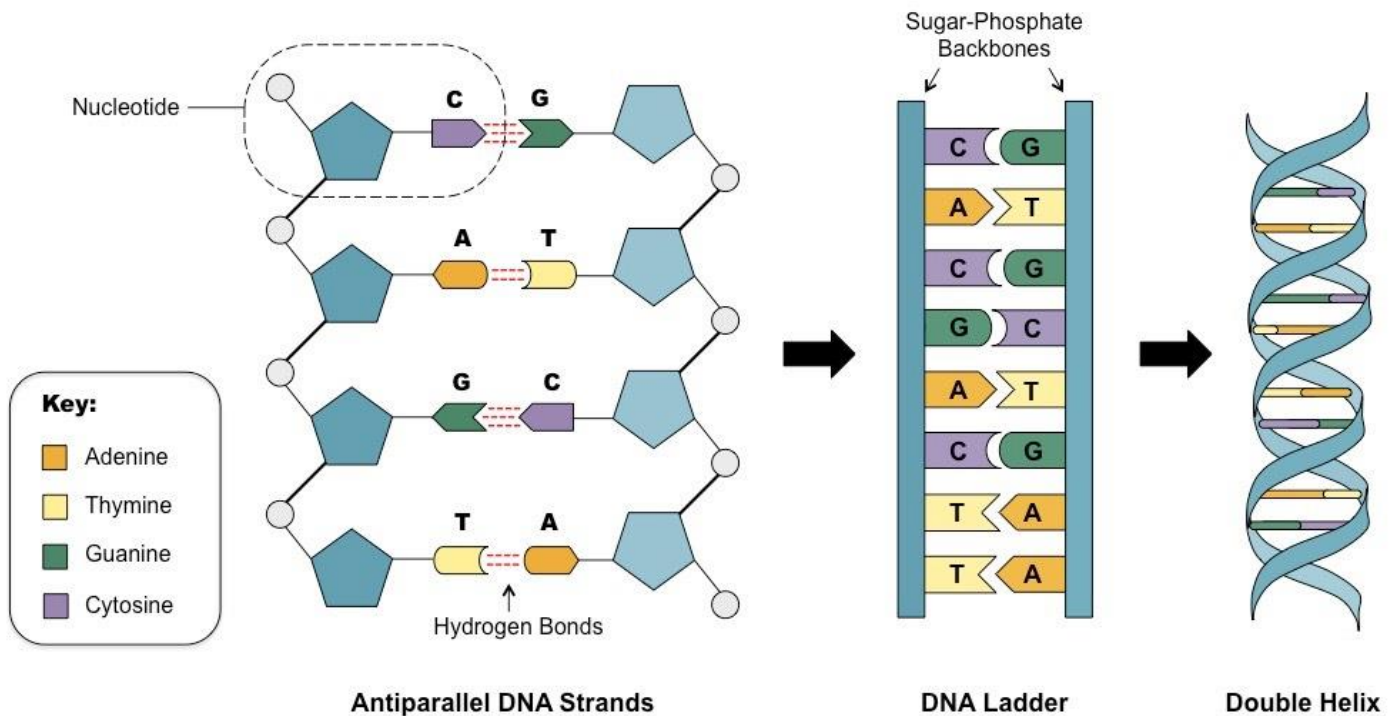 Sugar-Phosphate
Backbones
Nucleotide
C G
A T
G C
T A
Hydrogen Bonds
Key:
Adenine
Thymine
Guanine
Cytosine
C G
A T
C G
G C
A T
C G
T A
T A
Antiparallel DNA Strands
DNA Ladder
Double Helix